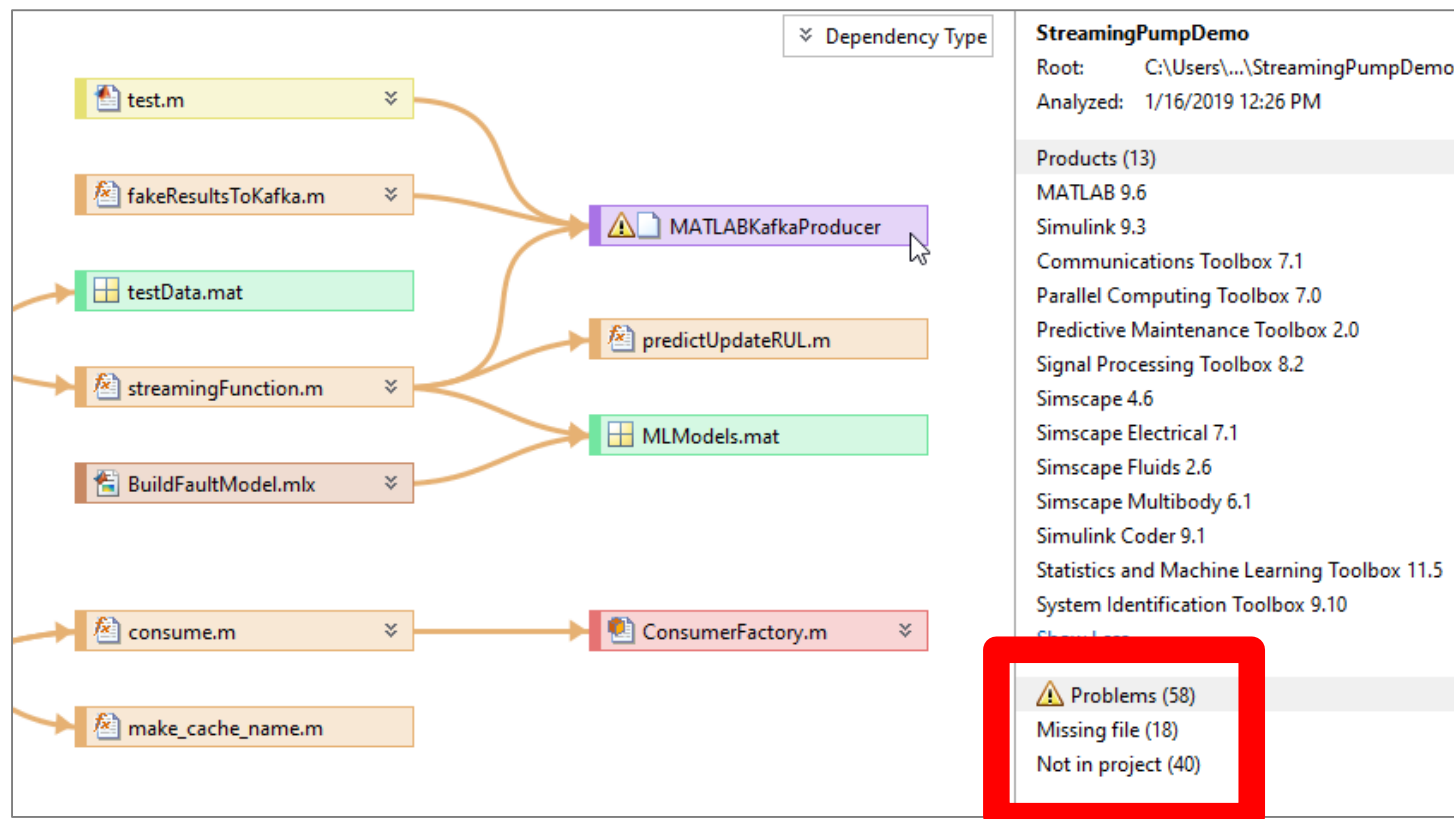 Dependency Type
test.m
fakeResultsToKafka.m
MATLABKafkaProducer
testData.mat
predictUpdateRUL.m
streamingFunction.m
MLModels.mat
BuildFaultModel.mlx
consume.m
ConsumerFactory.m
make_cache_name.m
StreamingPumpDemo
Root: C:\Users\...\StreamingPumpDemo
Analyzed: 1/16/2019 12:26 PM
Products (13)
MATLAB 9.6
Simulink 9.3
Communications Toolbox 7.1
Parallel Computing Toolbox 7.0
Predictive Maintenance Toolbox 2.0
Signal Processing Toolbox 8.2
Simscape 4.6
Simscape Electrical 7.1
Simscape Fluids 2.6
Simscape Multibody 6.1
Simulink Coder 9.1
Statistics and Machine Learning Toolbox 11.5
System Identification Toolbox 9.10
Show Less
Problems (58)
Missing file (18)
Not in project (40)